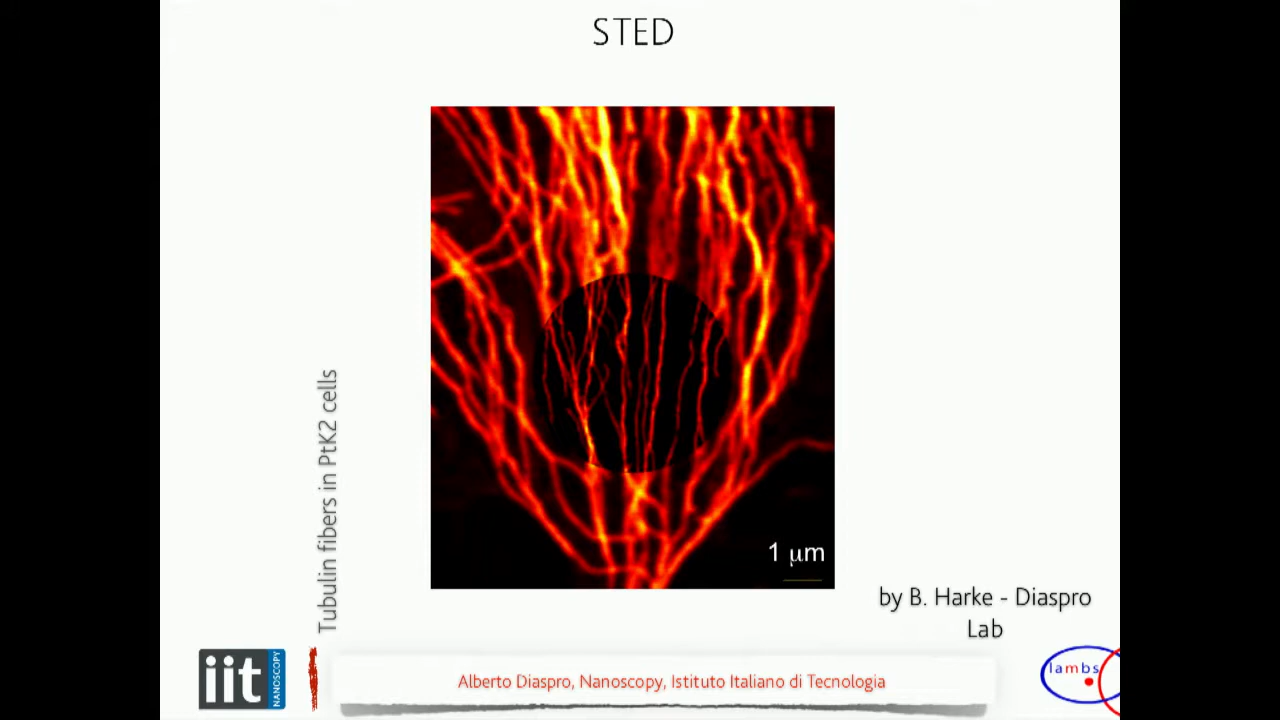 STED
Tubulin fibers in PtK2 cells
1 μm
by B. Harke - Diaspro
Lab
iit
NANOSCOPY
Alberto Diaspro, Nanoscopy, Istituto Italiano di Tecnologia
lambs